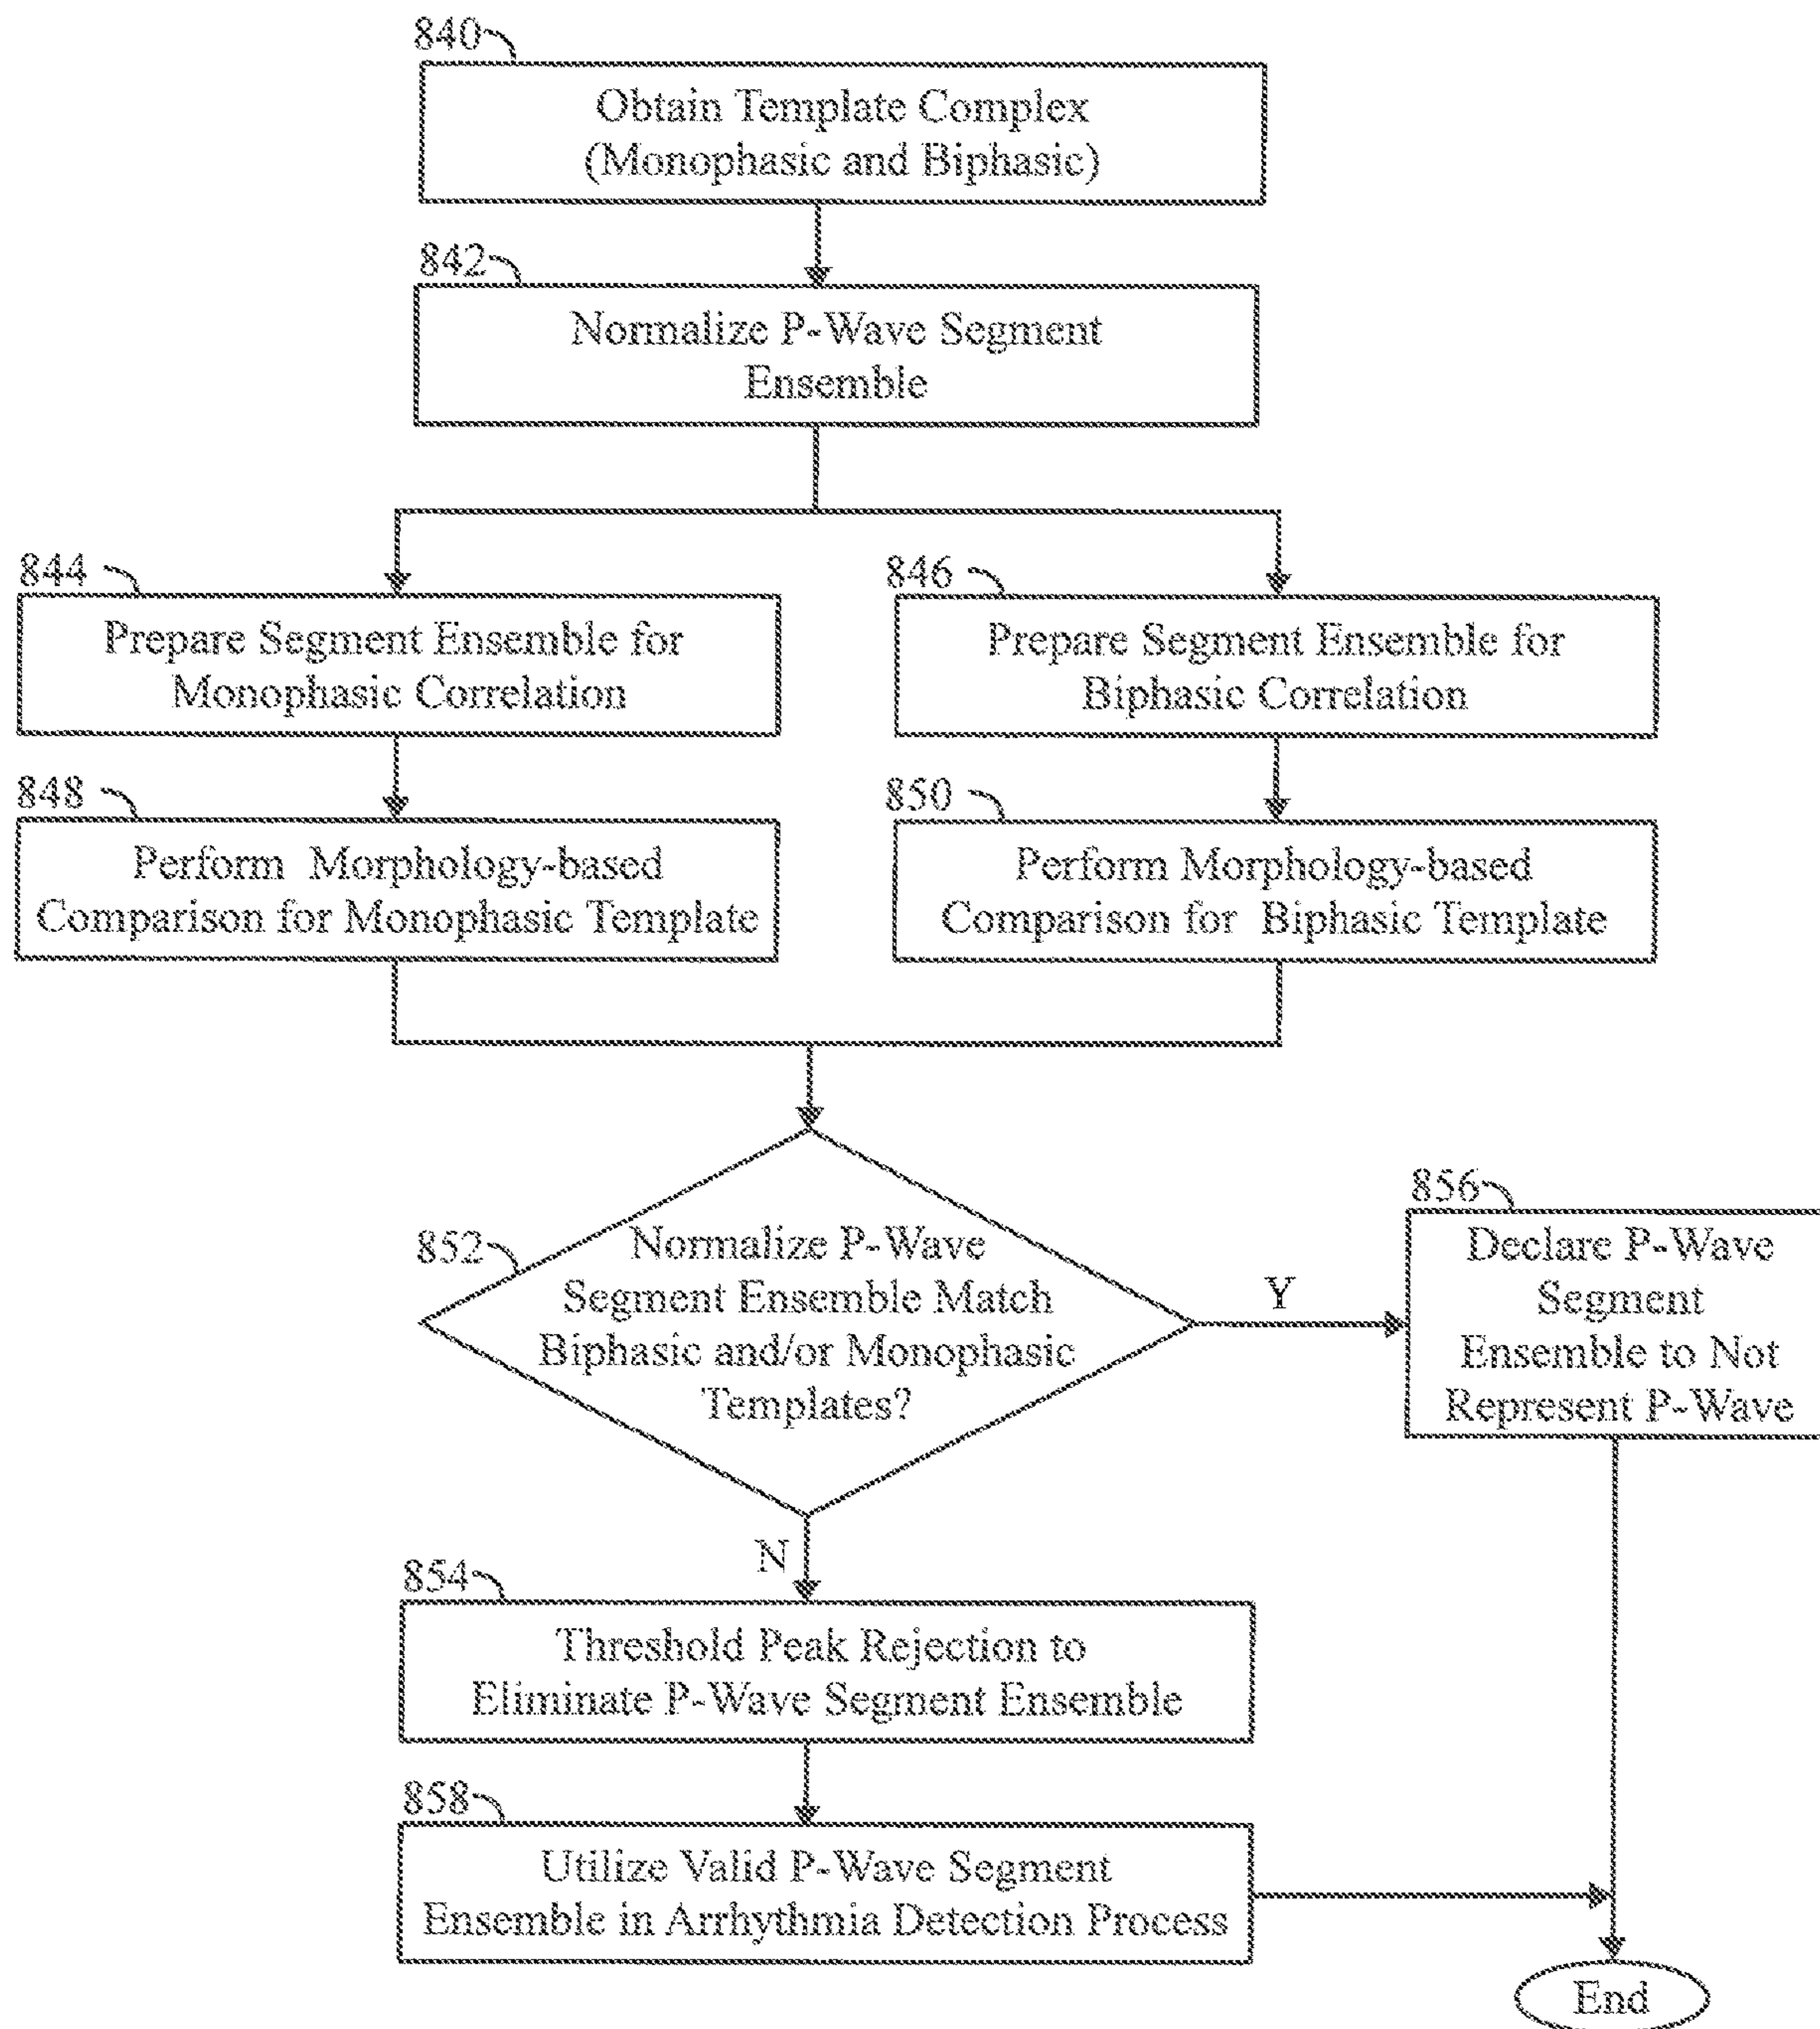 840
Obtain Template Complex
(Monophasic and Biphasic)
842
Normalize P-Wave Segment
Ensemble
844
Prepare Segment Ensemble for
Monophasic Correlation
846
Prepare Segment Ensemble for
Biphasic Correlation
848
Perform Morphology-based
Comparison for Monophasic Template
850
Perform Morphology-based
Comparison for Biphasic Template
852
Normalize P-Wave
Segment Ensemble Match
Biphasic and/or Monophasic
Templates?
Y
856
Declare P-Wave
Segment
Ensemble to Not
Represent P-Wave
N
854
Threshold Peak Rejection to
Eliminate P-Wave Segment Ensemble
858
Utilize Valid P-Wave Segment
Ensemble in Arrhythmia Detection Process
End